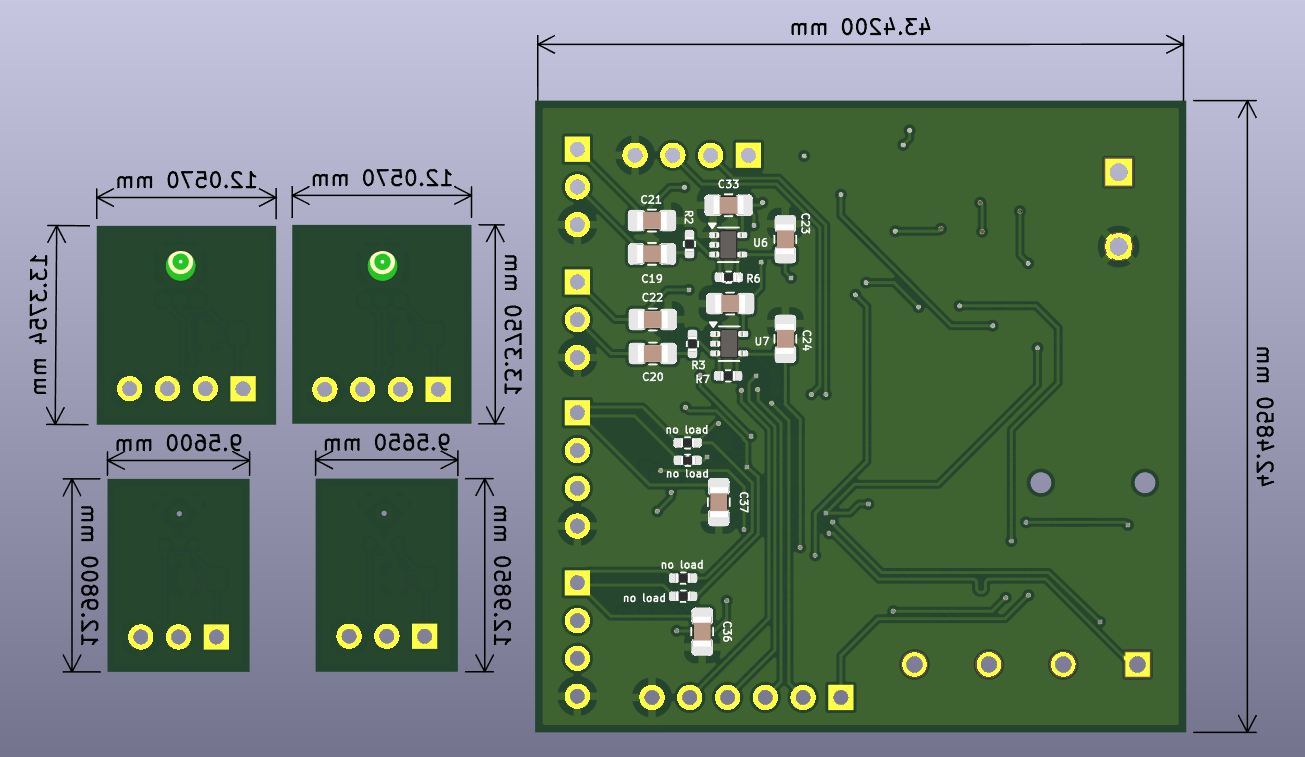 43.4200 mm
12.0570 mm
12.0570 mm
13.3754 mm
13.3750 mm
9.5600 mm
9.5650 mm
12.9800 mm
12.9850 mm
42.4850 mm
C33
C21
R2
C23
U6
C19
R6
C22
U7
C24
R3
C20
R7
no load
no load
C37
no load
no load
C36